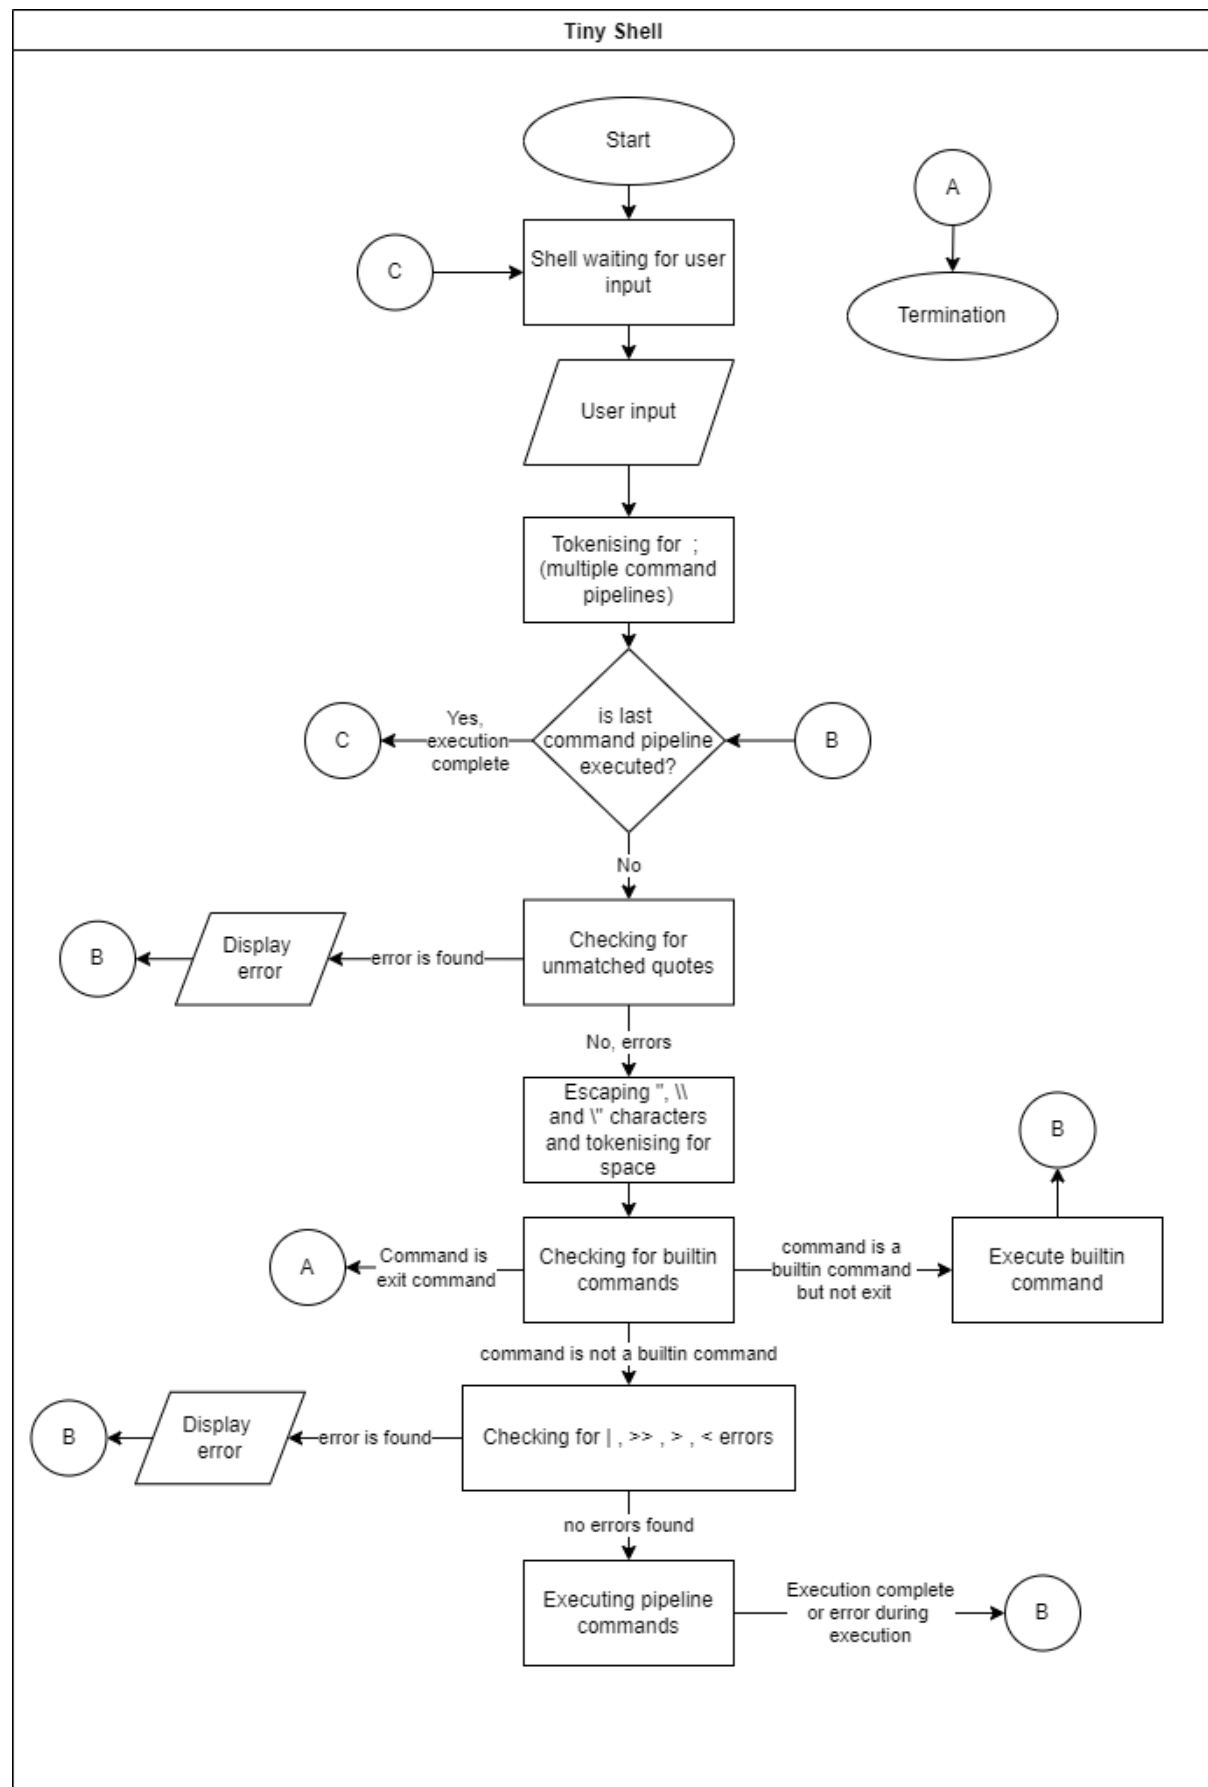 Tiny Shell
Start
A
C
Shell waiting for user
input
Termination
User input
Tokenising for ;
(multiple command
pipelines)
C
Yes,
execution
complete
is last
command pipeline
executed?
B
No
B
Display
error
error is found
Checking for
unmatched quotes
No, errors
Escaping ", \\
and \" characters
and tokenising for
space
B
A
Command is
exit command
Checking for builtin
commands
command is a
builtin command
but not exit
Execute builtin
command
command is not a builtin command
B
Display
error
error is found
Checking for | , >> , > , < errors
no errors found
Executing pipeline
commands
Execution complete
or error during
execution
B